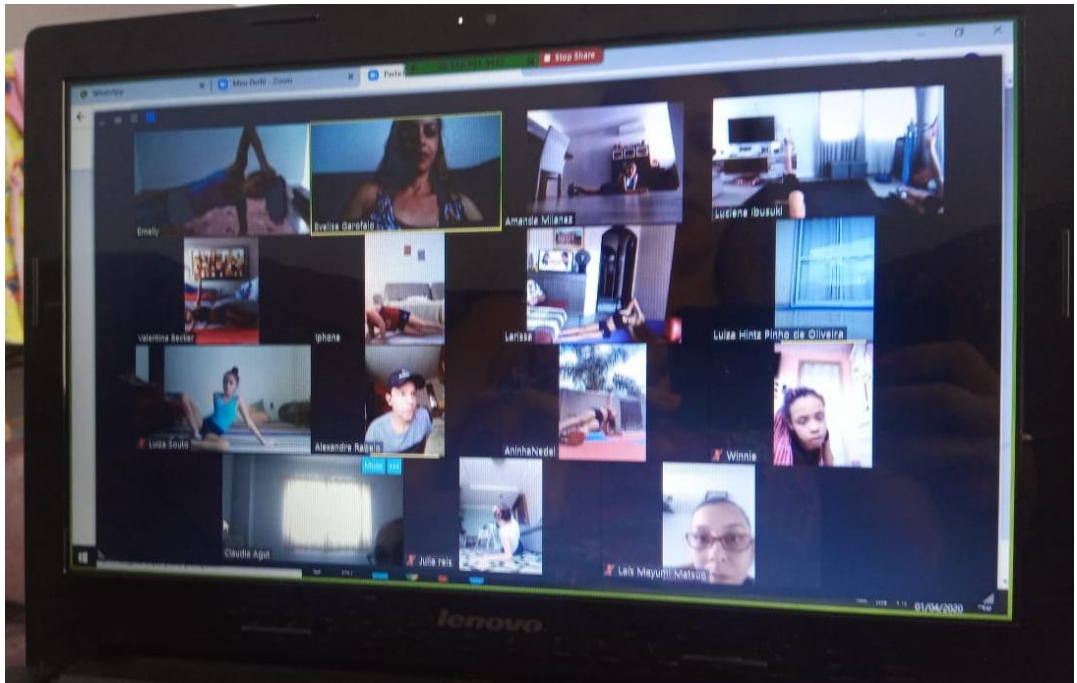 WhatsApp
Meu Perfil - Zoom
Stop Share
Emelly
Evelise Garofalo
Amanda Milanez
Luciene Ibusuki
Valentina Becker
Iphone
Larissa
Luiza Hintz Pinho de Oliveira
Luiza Souto
Alexandre Rabelo
AninhaNedel
Winnie
Mute
Claudia Agut
Julia reis
Laís Mayumi Matsuo
01/04/2020
lenovo